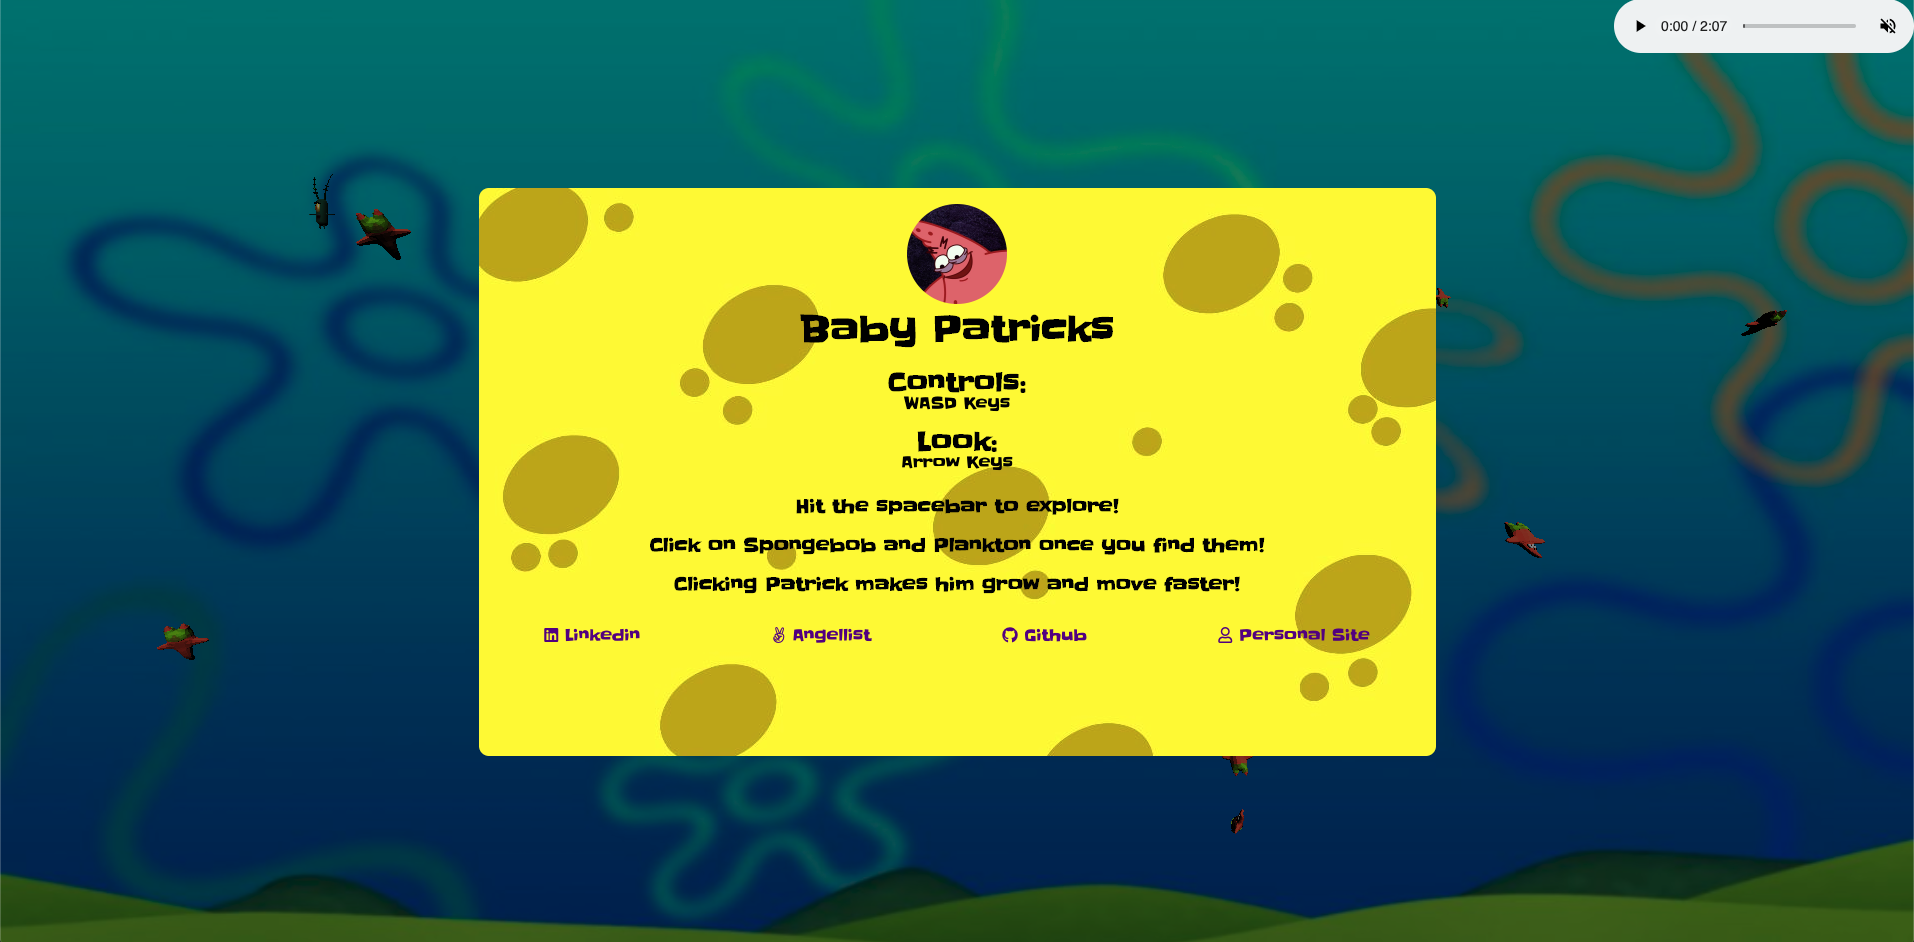 0:00 / 2:07
M
Baby Patricks
Controls:
WASD Keys
Look:
Arrow Keys
Hit the spacebar to explore!
Click on Spongebob and Plankton once you find them!
Clicking Patrick makes him grow and move faster!
Linkedin Angellist Github Personal Site